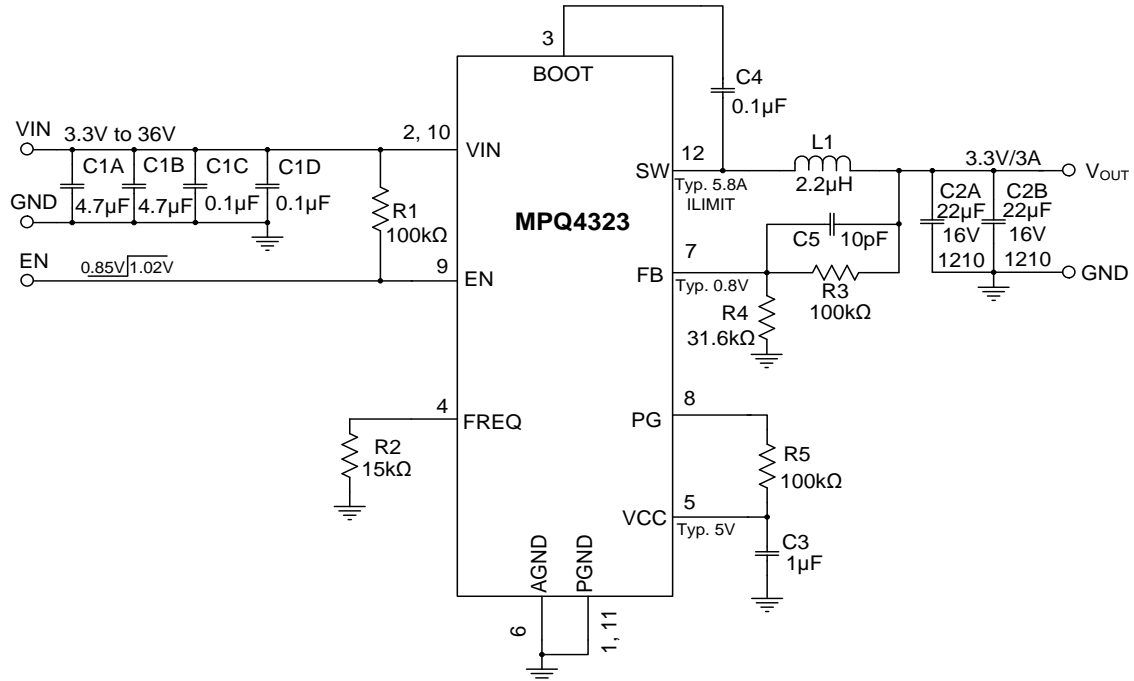 3
BOOT
C4
0.1µF
VIN
3.3V to 36V
2, 10
VIN
C1A
C1B
C1C
C1D
4.7µF
4.7µF
0.1µF
0.1µF
GND
R1
100kΩ
EN
0.85V
1.02V
9
EN
MPQ4323
12
SW
Typ. 5.8A
ILIMIT
L1
2.2µH
3.3V/3A
VOUT
C2A
22µF
16V
1210
C2B
22µF
16V
1210
GND
C5
10pF
7
FB
Typ. 0.8V
R3
100kΩ
R4
31.6kΩ
4
FREQ
R2
15kΩ
8
PG
R5
100kΩ
5
VCC
Typ. 5V
C3
1µF
AGND
PGND
6
1, 11